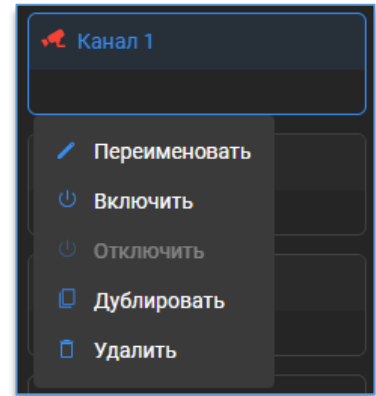 Канал 1
Переименовать
Включить
Отключить
Дублировать
Удалить